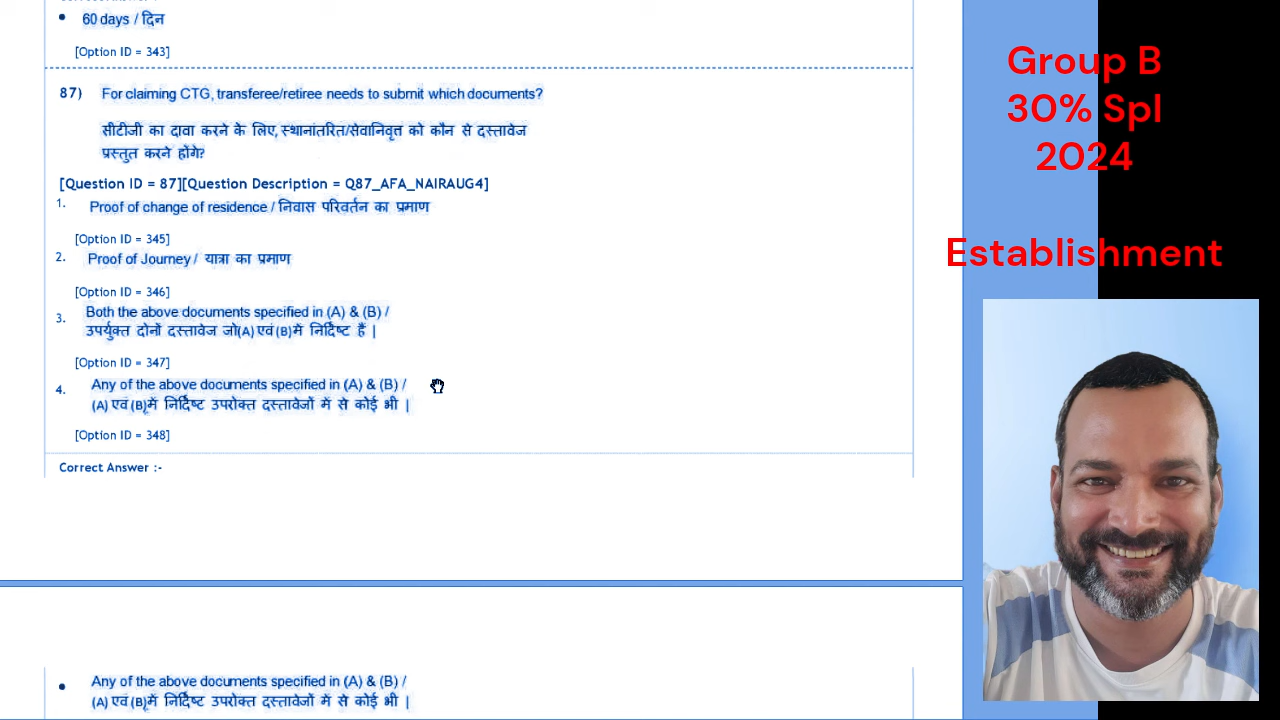 60 days / दिन
[Option ID = 343]
87) For claiming CTG, transferee/retiree needs to submit which documents?
सीटीजी का दावा करने के लिए, स्थानांतरित/सेवानिवृत्त को कौन से दस्तावेज
प्रस्तुत करने होंगे?
[Question ID = 87][Question Description = Q87_AFA_NAIRAUG4]
1. Proof of change of residence / निवास परिवर्तन का प्रमाण
[Option ID = 345]
2. Proof of Journey / यात्रा का प्रमाण
[Option ID = 346]
3. Both the above documents specified in (A) & (B) /
उपर्युक्त दोनों दस्तावेज जो(A) एवं (B)में निर्दिष्ट हैं |
[Option ID = 347]
4. Any of the above documents specified in (A) & (B) /
(A) एवं (B)में निर्दिष्ट उपरोक्त दस्तावेजों में से कोई भी |
[Option ID = 348]
Correct Answer :-
Any of the above documents specified in (A) & (B) /
(A) एवं (B)में निर्दिष्ट उपरोक्त दस्तावेजों में से कोई भी |
Group B
30% Spl
2024
Establishment